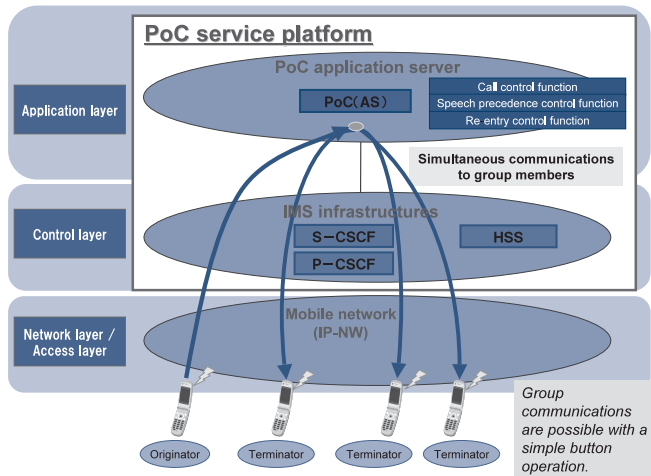 PoC service platform
PoC application server
Application layer
PoC(AS)
Call control function
Speech precedence control function
Re entry control function
Simultaneous communications
to group members
IMS infrastructures
Control layer
S-CSCF
HSS
P-CSCF
Mobile network
(IP-NW)
Network layer /
Access layer
Group
communications
are possible with a
simple button
operation.
Originator
Terminator
Terminator
Terminator